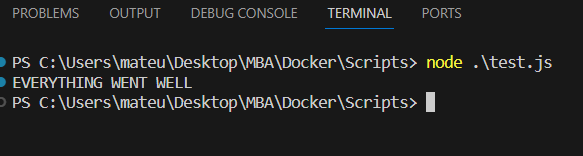 PROBLEMS OUTPUT DEBUG CONSOLE TERMINAL PORTS
PS C:\Users\mateu\Desktop\MBA\Docker\Scripts> node .\test.js
EVERYTHING WENT WELL
PS C:\Users\mateu\Desktop\MBA\Docker\Scripts>